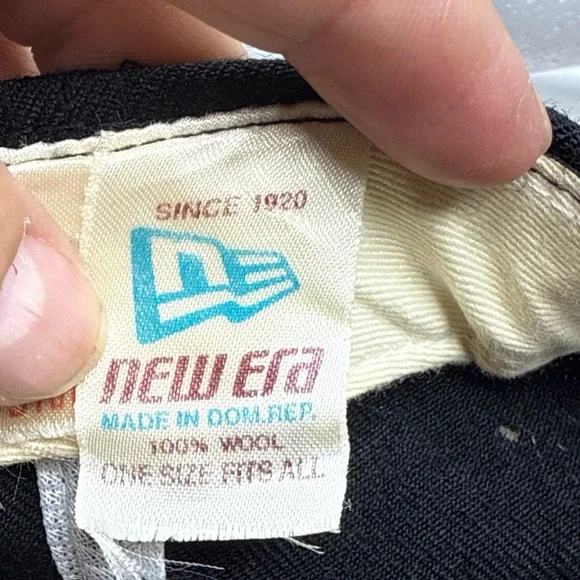 SINCE 1920
new era
MADE IN DOM.REP.
100% WOOL
ONE SIZE FITS ALL